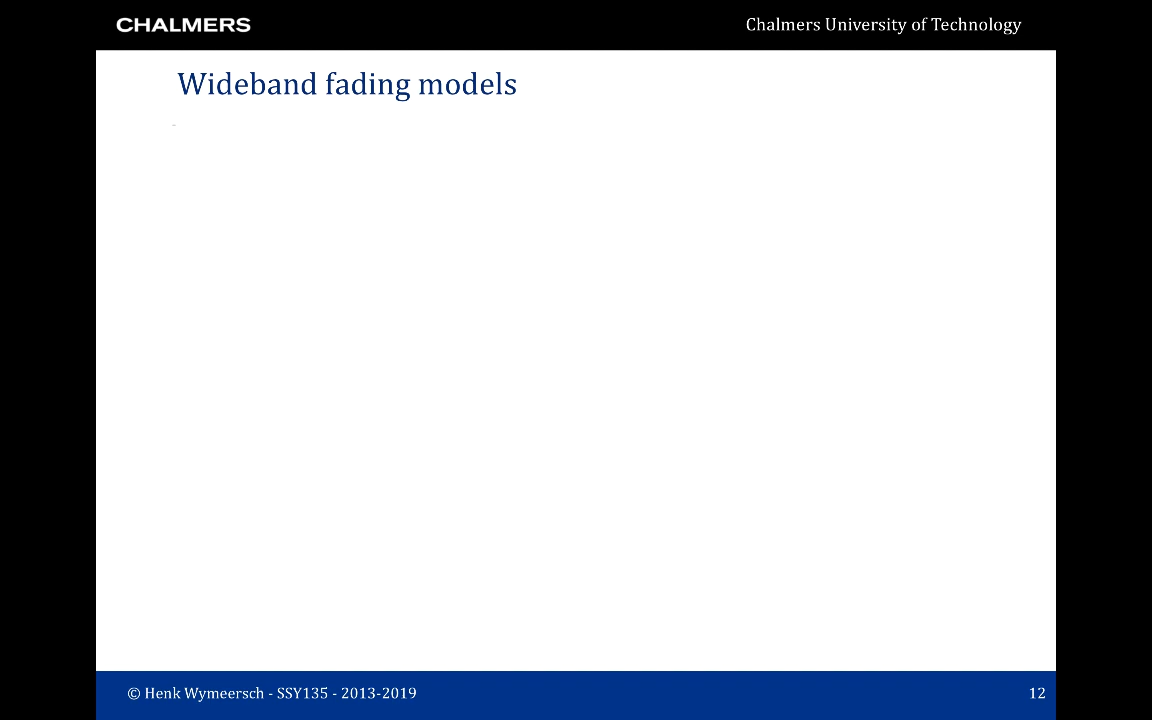 CHALMERS
Chalmers University of Technology
Wideband fading models
© Henk Wymeersch - SSY135 - 2013-2019
12